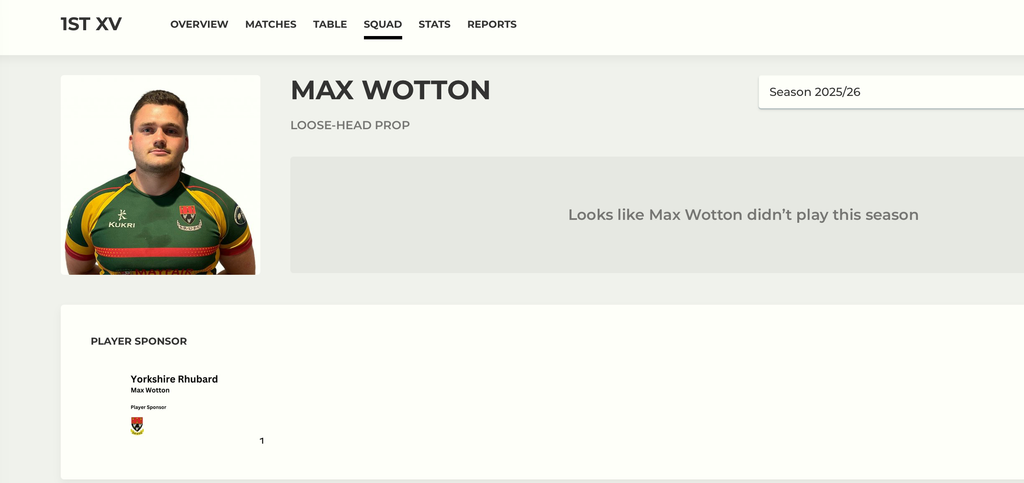 1ST XV
OVERVIEW MATCHES TABLE SQUAD STATS REPORTS
MAX WOTTON
Season 2025/26
LOOSE-HEAD PROP
Looks like Max Wotton didn’t play this season
KUKRI
PLAYER SPONSOR
Yorkshire Rhubard
Max Wotton
Player Sponsor
1